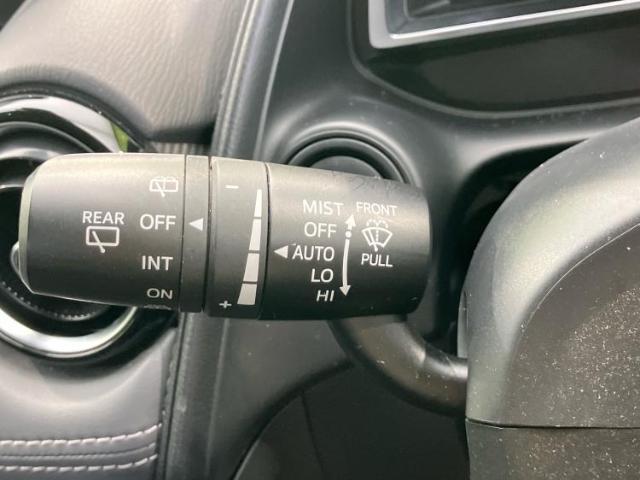 REAR
OFF
INT
ON
−
+
MIST FRONT
OFF
AUTO PULL
LO
HI